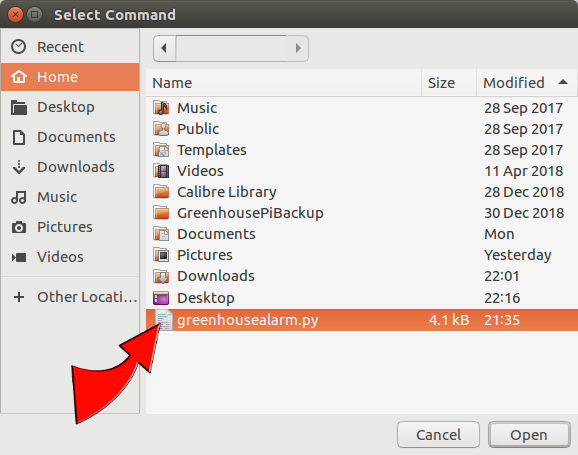 Select Command
Recent
Home
Desktop
Documents
Downloads
Music
Pictures
Videos
Other Locati...
Name Size Modified
Music 28 Sep 2017
Public 28 Sep 2017
Templates 28 Sep 2017
Videos 11 Apr 2018
Calibre Library 28 Dec 2018
GreenhousePiBackup 30 Dec 2018
Documents Mon
Pictures Yesterday
Downloads 22:01
Desktop 22:16
greenhousealarm.py 4.1 kB 21:35
Cancel Open